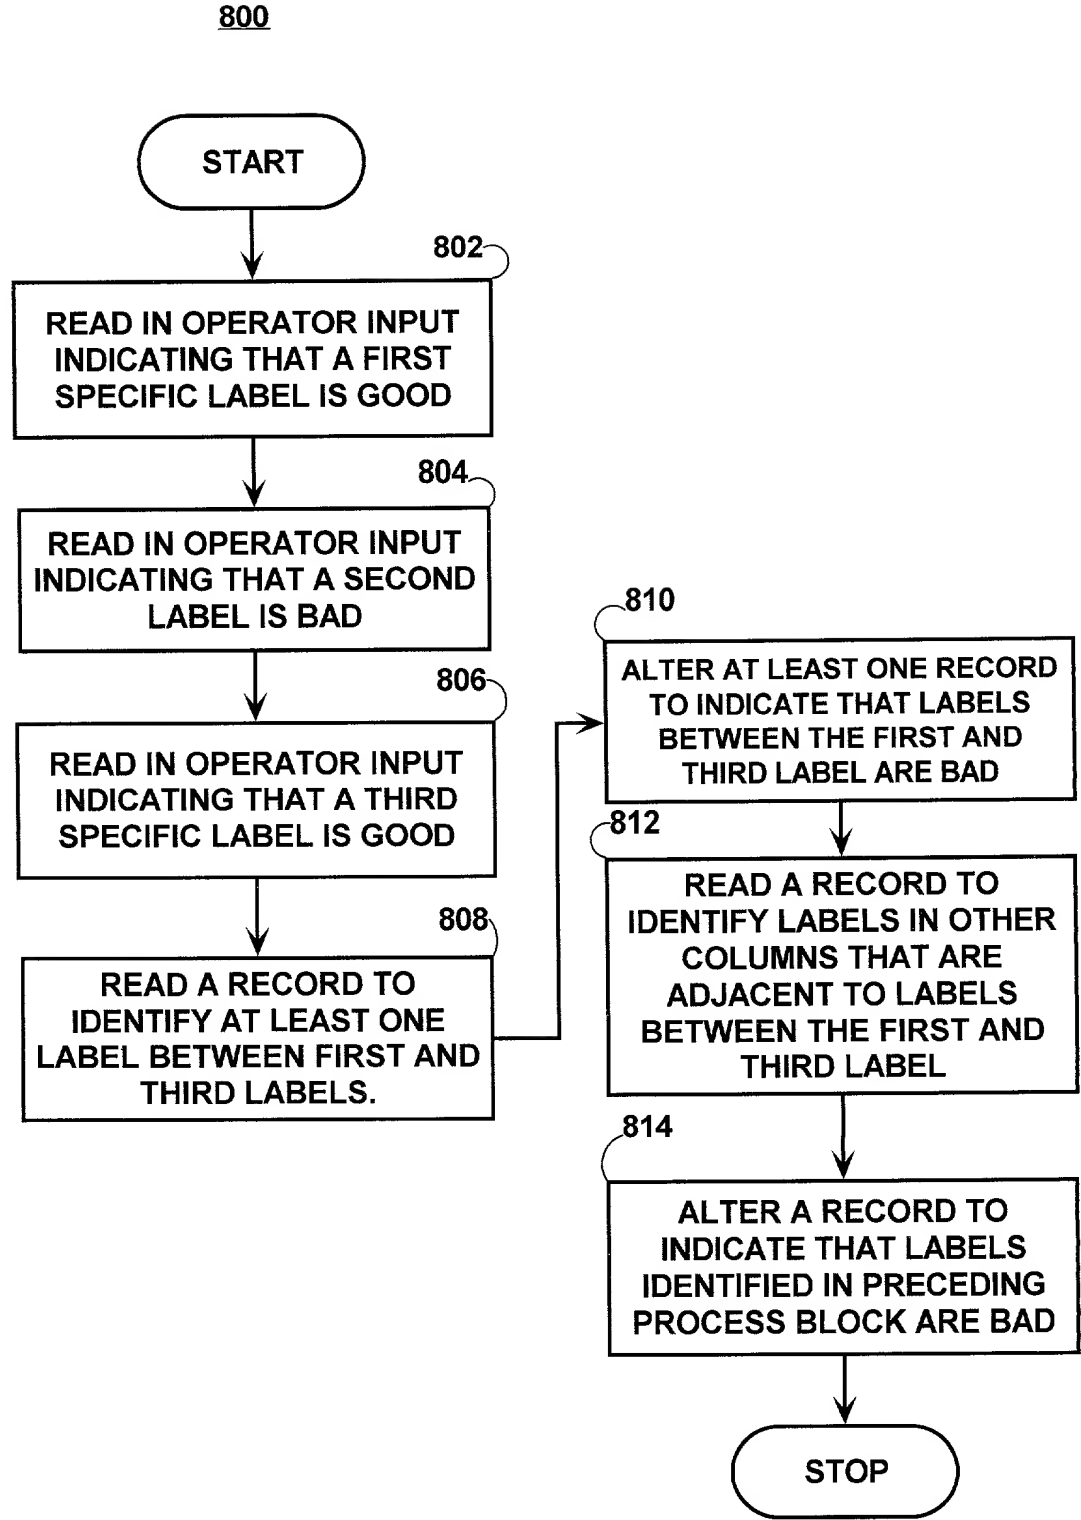 800
START
802
READ IN OPERATOR INPUT
INDICATING THAT A FIRST
SPECIFIC LABEL IS GOOD
804
READ IN OPERATOR INPUT
INDICATING THAT A SECOND
LABEL IS BAD
806
READ IN OPERATOR INPUT
INDICATING THAT A THIRD
SPECIFIC LABEL IS GOOD
808
READ A RECORD TO
IDENTIFY AT LEAST ONE
LABEL BETWEEN FIRST AND
THIRD LABELS.
810
ALTER AT LEAST ONE RECORD
TO INDICATE THAT LABELS
BETWEEN THE FIRST AND
THIRD LABEL ARE BAD
812
READ A RECORD TO
IDENTIFY LABELS IN OTHER
COLUMNS THAT ARE
ADJACENT TO LABELS
BETWEEN THE FIRST AND
THIRD LABEL
814
ALTER A RECORD TO
INDICATE THAT LABELS
IDENTIFIED IN PRECEDING
PROCESS BLOCK ARE BAD
STOP